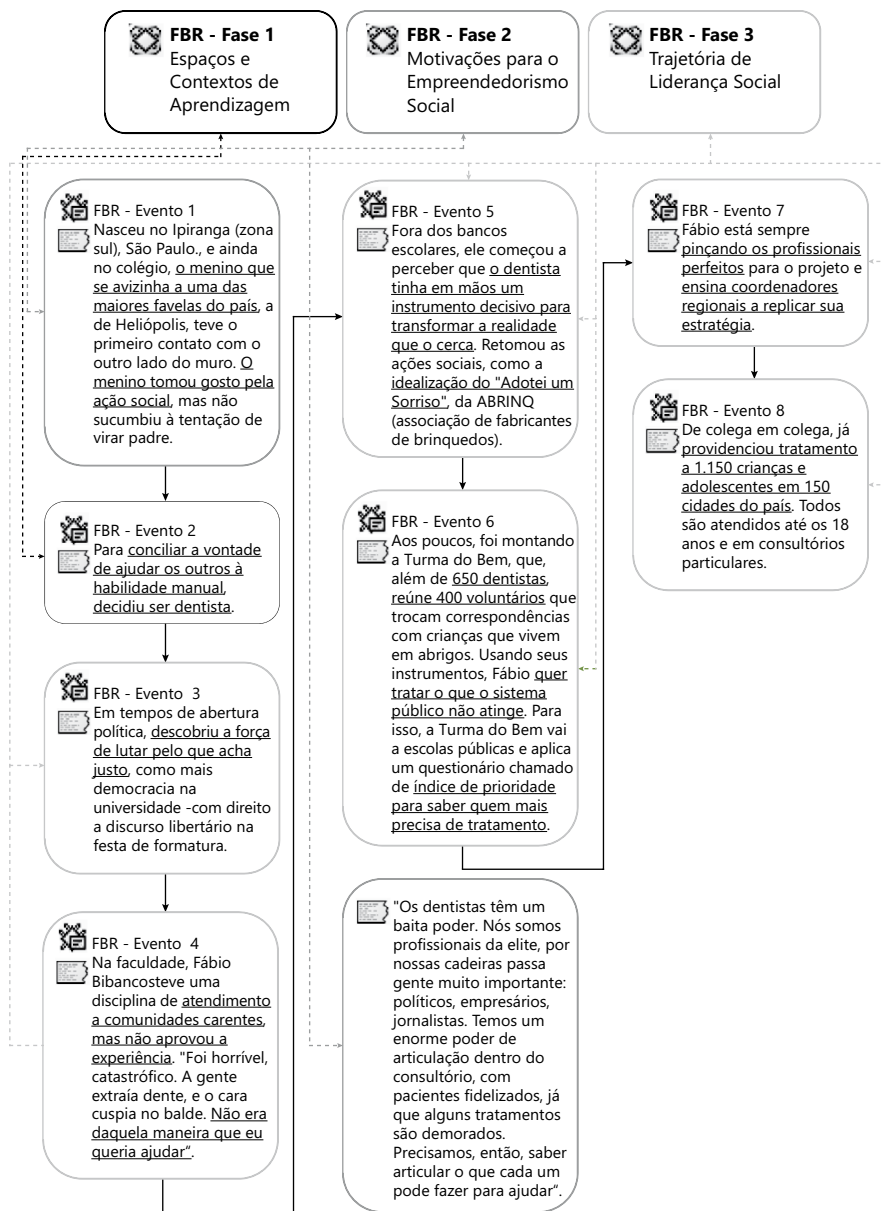 FBR - Fase 1
Espaços e
Contextos de
Aprendizagem
FBR - Fase 2
Motivações para o
Empreendedorismo
Social
FBR - Fase 3
Trajetória de
Liderança Social
FBR - Evento 1
Nasceu no Ipiranga (zona
sul), São Paulo., e ainda
no colégio, o menino que
se avizinha a uma das
maiores favelas do país, a
de Heliópolis, teve o
primeiro contato com o
outro lado do muro. O
menino tomou gosto pela
ação social, mas não
sucumbiu à tentação de
virar padre.
FBR - Evento 2
Para conciliar a vontade
de ajudar os outros à
habilidade manual,
decidiu ser dentista.
FBR - Evento 3
Em tempos de abertura
política, descobriu a força
de lutar pelo que acha
justo, como mais
democracia na
universidade -com direito
a discurso libertário na
festa de formatura.
FBR - Evento 4
Na faculdade, Fábio
Bibancosteve uma
disciplina de atendimento
a comunidades carentes,
mas não aprovou a
experiência. "Foi horrível,
catastrófico. A gente
extraía dente, e o cara
cuspia no balde. Não era
daquela maneira que eu
queria ajudar“.
FBR - Evento 5
Fora dos bancos
escolares, ele começou a
perceber que o dentista
tinha em mãos um
instrumento decisivo para
transformar a realidade
que o cerca. Retomou as
ações sociais, como a
idealização do "Adotei um
Sorriso", da ABRINQ
(associação de fabricantes
de brinquedos).
FBR - Evento 6
Aos poucos, foi montando
a Turma do Bem, que,
além de 650 dentistas,
reúne 400 voluntários que
trocam correspondências
com crianças que vivem
em abrigos. Usando seus
instrumentos, Fábio quer
tratar o que o sistema
público não atinge. Para
isso, a Turma do Bem vai
a escolas públicas e aplica
um questionário chamado
de índice de prioridade
para saber quem mais
precisa de tratamento.
"Os dentistas têm um
baita poder. Nós somos
profissionais da elite, por
nossas cadeiras passa
gente muito importante:
políticos, empresários,
jornalistas. Temos um
enorme poder de
articulação dentro do
consultório, com
pacientes fidelizados, já
que alguns tratamentos
são demorados.
Precisamos, então, saber
articular o que cada um
pode fazer para ajudar“.
FBR - Evento 7
Fábio está sempre
pinçando os profissionais
perfeitos para o projeto e
ensina coordenadores
regionais a replicar sua
estratégia.
FBR - Evento 8
De colega em colega, já
providenciou tratamento
a 1.150 crianças e
adolescentes em 150
cidades do país. Todos
são atendidos até os 18
anos e em consultórios
particulares.